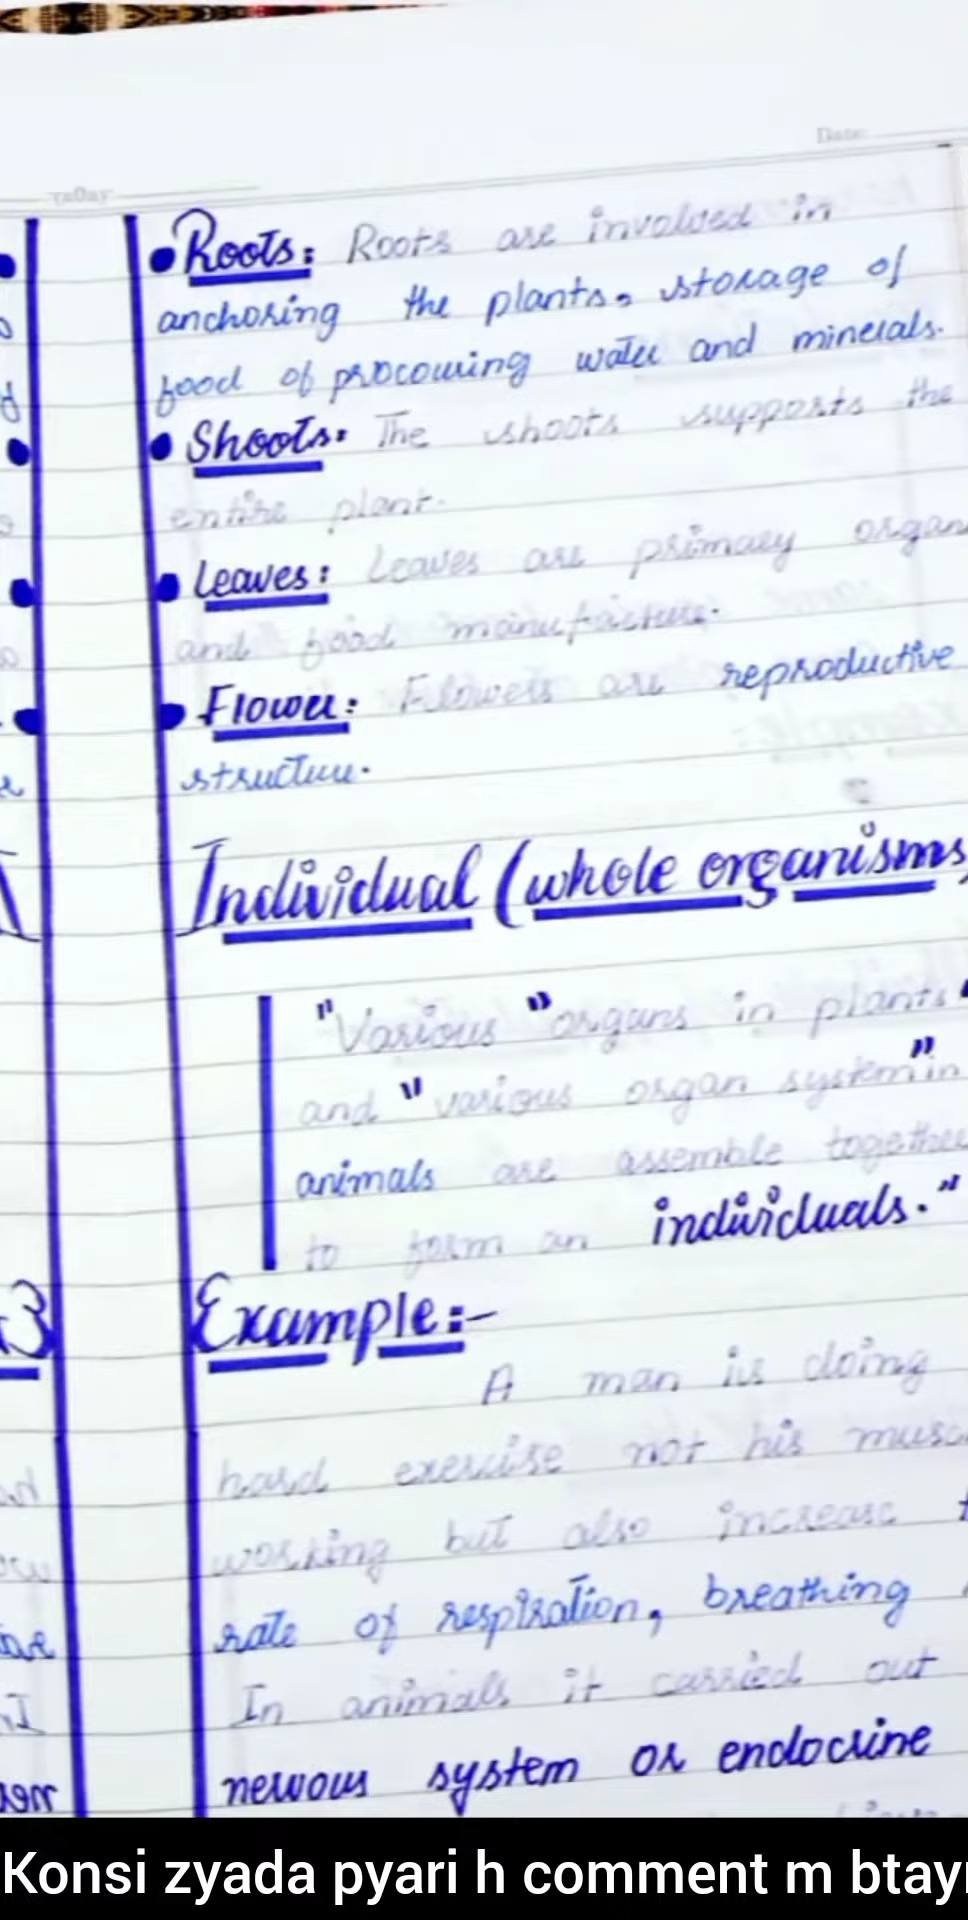 Date
• Roots: Roots are involved in
anchoring the plants, storage of
food of procouring water and minerals.
• Shoots: The shoots supports the
entire plant.
• Leaves: Leaves are primary organ
and food manufacture.
• Flower: Flowers are reproductive
structure.
Individual (whole organisms)
"Various "organs in plants"
and "various organ system" in
animals are assemble together
to form an individuals."
Example:-
A man is doing
hard exercise not his
working but also increase
rate of respiration, breathing
In animals it carried out
nervous system or endocrine
Konsi zyada pyari h comment m